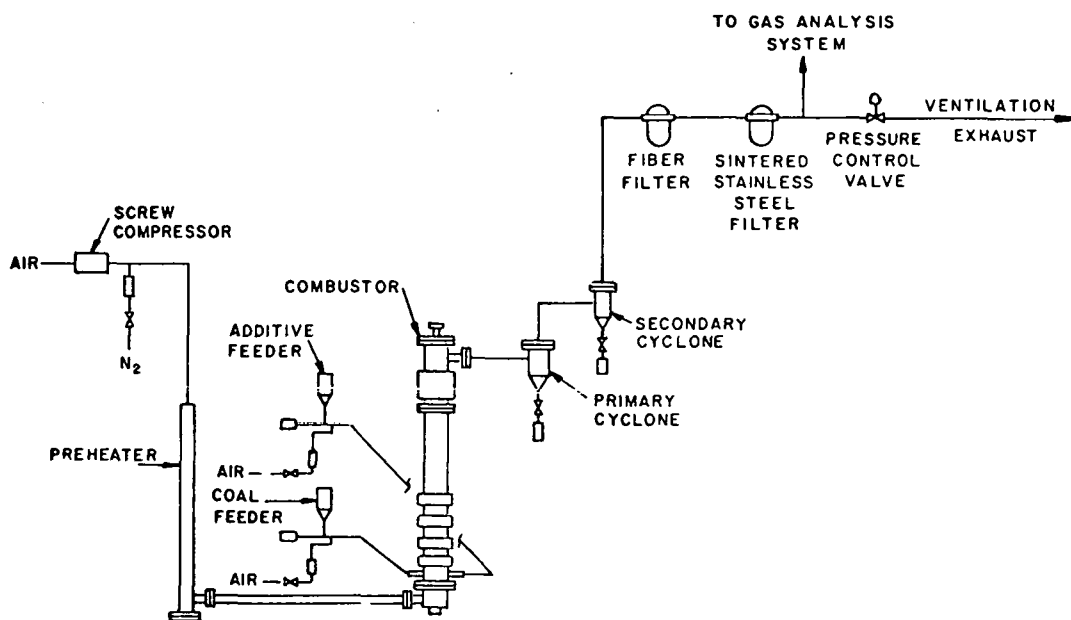 TO GAS ANALYSIS
SYSTEM
VENTILATION
EXHAUST
FIBER
FILTER
SINTERED
STAINLESS
STEEL
FILTER
PRESSURE
CONTROL
VALVE
SCREW
COMPRESSOR
AIR
N2
COMBUSTOR
SECONDARY
CYCLONE
ADDITIVE
FEEDER
PRIMARY
CYCLONE
PREHEATER
AIR
COAL
FEEDER
AIR